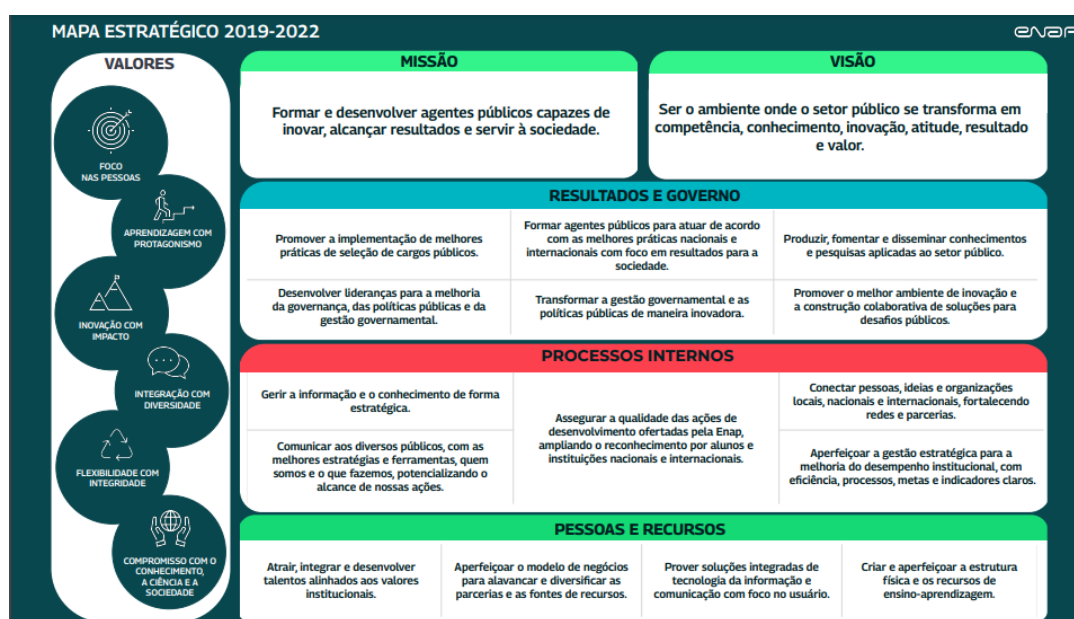 MAPA ESTRATÉGICO 2019-2022
enap
VALORES
FOCO
NAS PESSOAS
APRENDIZAGEM COM
PROTAGONISMO
INOVAÇÃO COM
IMPACTO
INTEGRAÇÃO COM
DIVERSIDADE
FLEXIBILIDADE COM
INTEGRIDADE
COMPROMISSO COM O
CONHECIMENTO,
A CIÊNCIA E A
SOCIEDADE
MISSÃO
Formar e desenvolver agentes públicos capazes de
inovar, alcançar resultados e servir à sociedade.
VISÃO
Ser o ambiente onde o setor público se transforma em
competência, conhecimento, inovação, atitude, resultado
e valor.
RESULTADOS E GOVERNO
Promover a implementação de melhores
práticas de seleção de cargos públicos.
Formar agentes públicos para atuar de acordo
com as melhores práticas nacionais e
internacionais com foco em resultados para a
sociedade.
Produzir, fomentar e disseminar conhecimentos
e pesquisas aplicadas ao setor público.
Desenvolver lideranças para a melhoria
da governança, das políticas públicas e da
gestão governamental.
Transformar a gestão governamental e as
políticas públicas de maneira inovadora.
Promover o melhor ambiente de inovação e
a construção colaborativa de soluções para
desafios públicos.
PROCESSOS INTERNOS
Gerir a informação e o conhecimento de forma
estratégica.
Comunicar aos diversos públicos, com as
melhores estratégias e ferramentas, quem
somos e o que fazemos, potencializando o
alcance de nossas ações.
Assegurar a qualidade das ações de
desenvolvimento ofertadas pela Enap,
ampliando o reconhecimento por alunos e
instituições nacionais e internacionais.
Conectar pessoas, ideias e organizações
locais, nacionais e internacionais, fortalecendo
redes e parcerias.
Aperfeiçoar a gestão estratégica para a
melhoria do desempenho institucional, com
eficiência, processos, metas e indicadores claros.
PESSOAS E RECURSOS
Atrair, integrar e desenvolver
talentos alinhados aos valores
institucionais.
Aperfeiçoar o modelo de negócios
para alavancar e diversificar as
parcerias e as fontes de recursos.
Prover soluções integradas de
tecnologia da informação e
comunicação com foco no usuário.
Criar e aperfeiçoar a estrutura
física e os recursos de
ensino-aprendizagem.